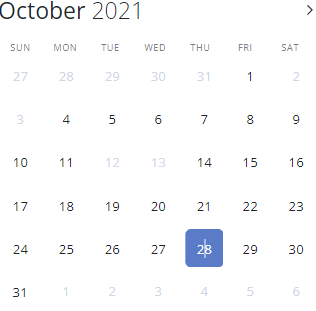 October 2021
SUN MON TUE WED THU FRI SAT
27 28 29 30 31 1 2
3 4 5 6 7 8 9
10 11 12 13 14 15 16
17 18 19 20 21 22 23
24 25 26 27 28 29 30
31 1 2 3 4 5 6